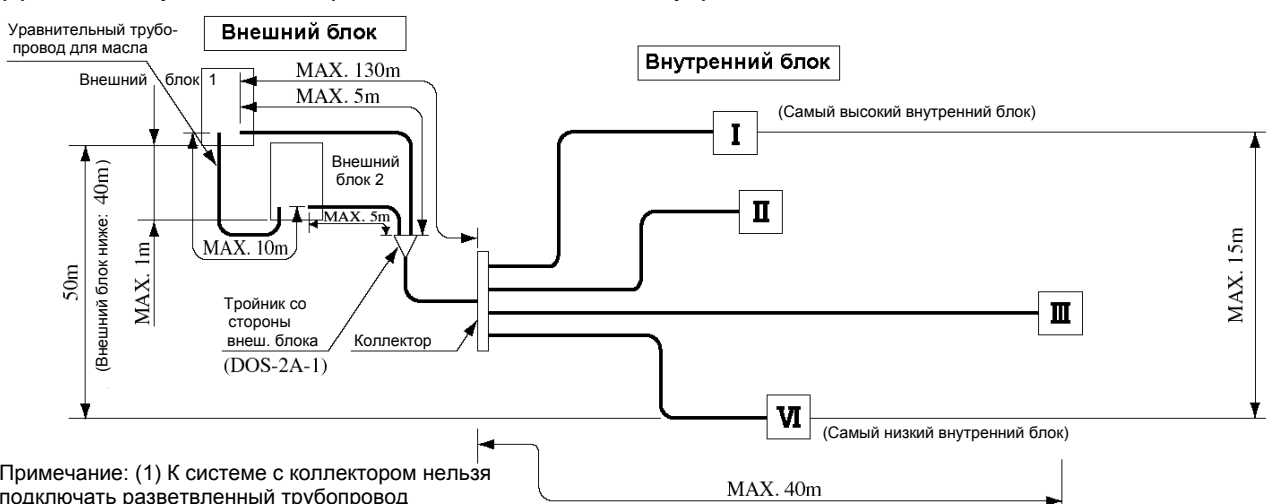 Уравнительный трубо-
провод для масла
Внешний блок
Внутренний блок
Внешний блок 1
MAX. 130m
MAX. 5m
(Самый высокий внутренний блок)
I
Внешний
блок 2
II
MAX. 5m
MAX. 10m
MAX. 1m
(Внешний блок ниже: 40m)
50m
MAX. 15m
Тройник со
стороны
внеш. блока
(DOS-2A-1)
Коллектор
III
VI
(Самый низкий внутренний блок)
Примечание: (1) К системе с коллектором нельзя
подключать разветвленный трубопровод
MAX. 40m